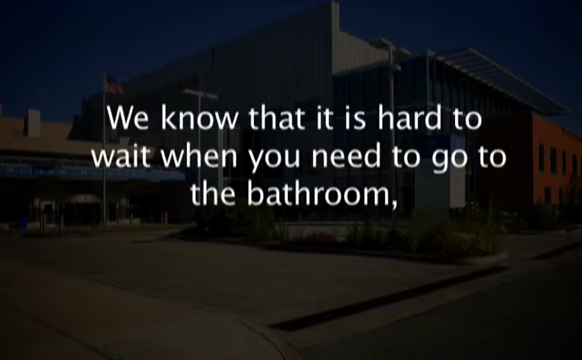 We know that it is hard to
wait when you need to go to
the bathroom,